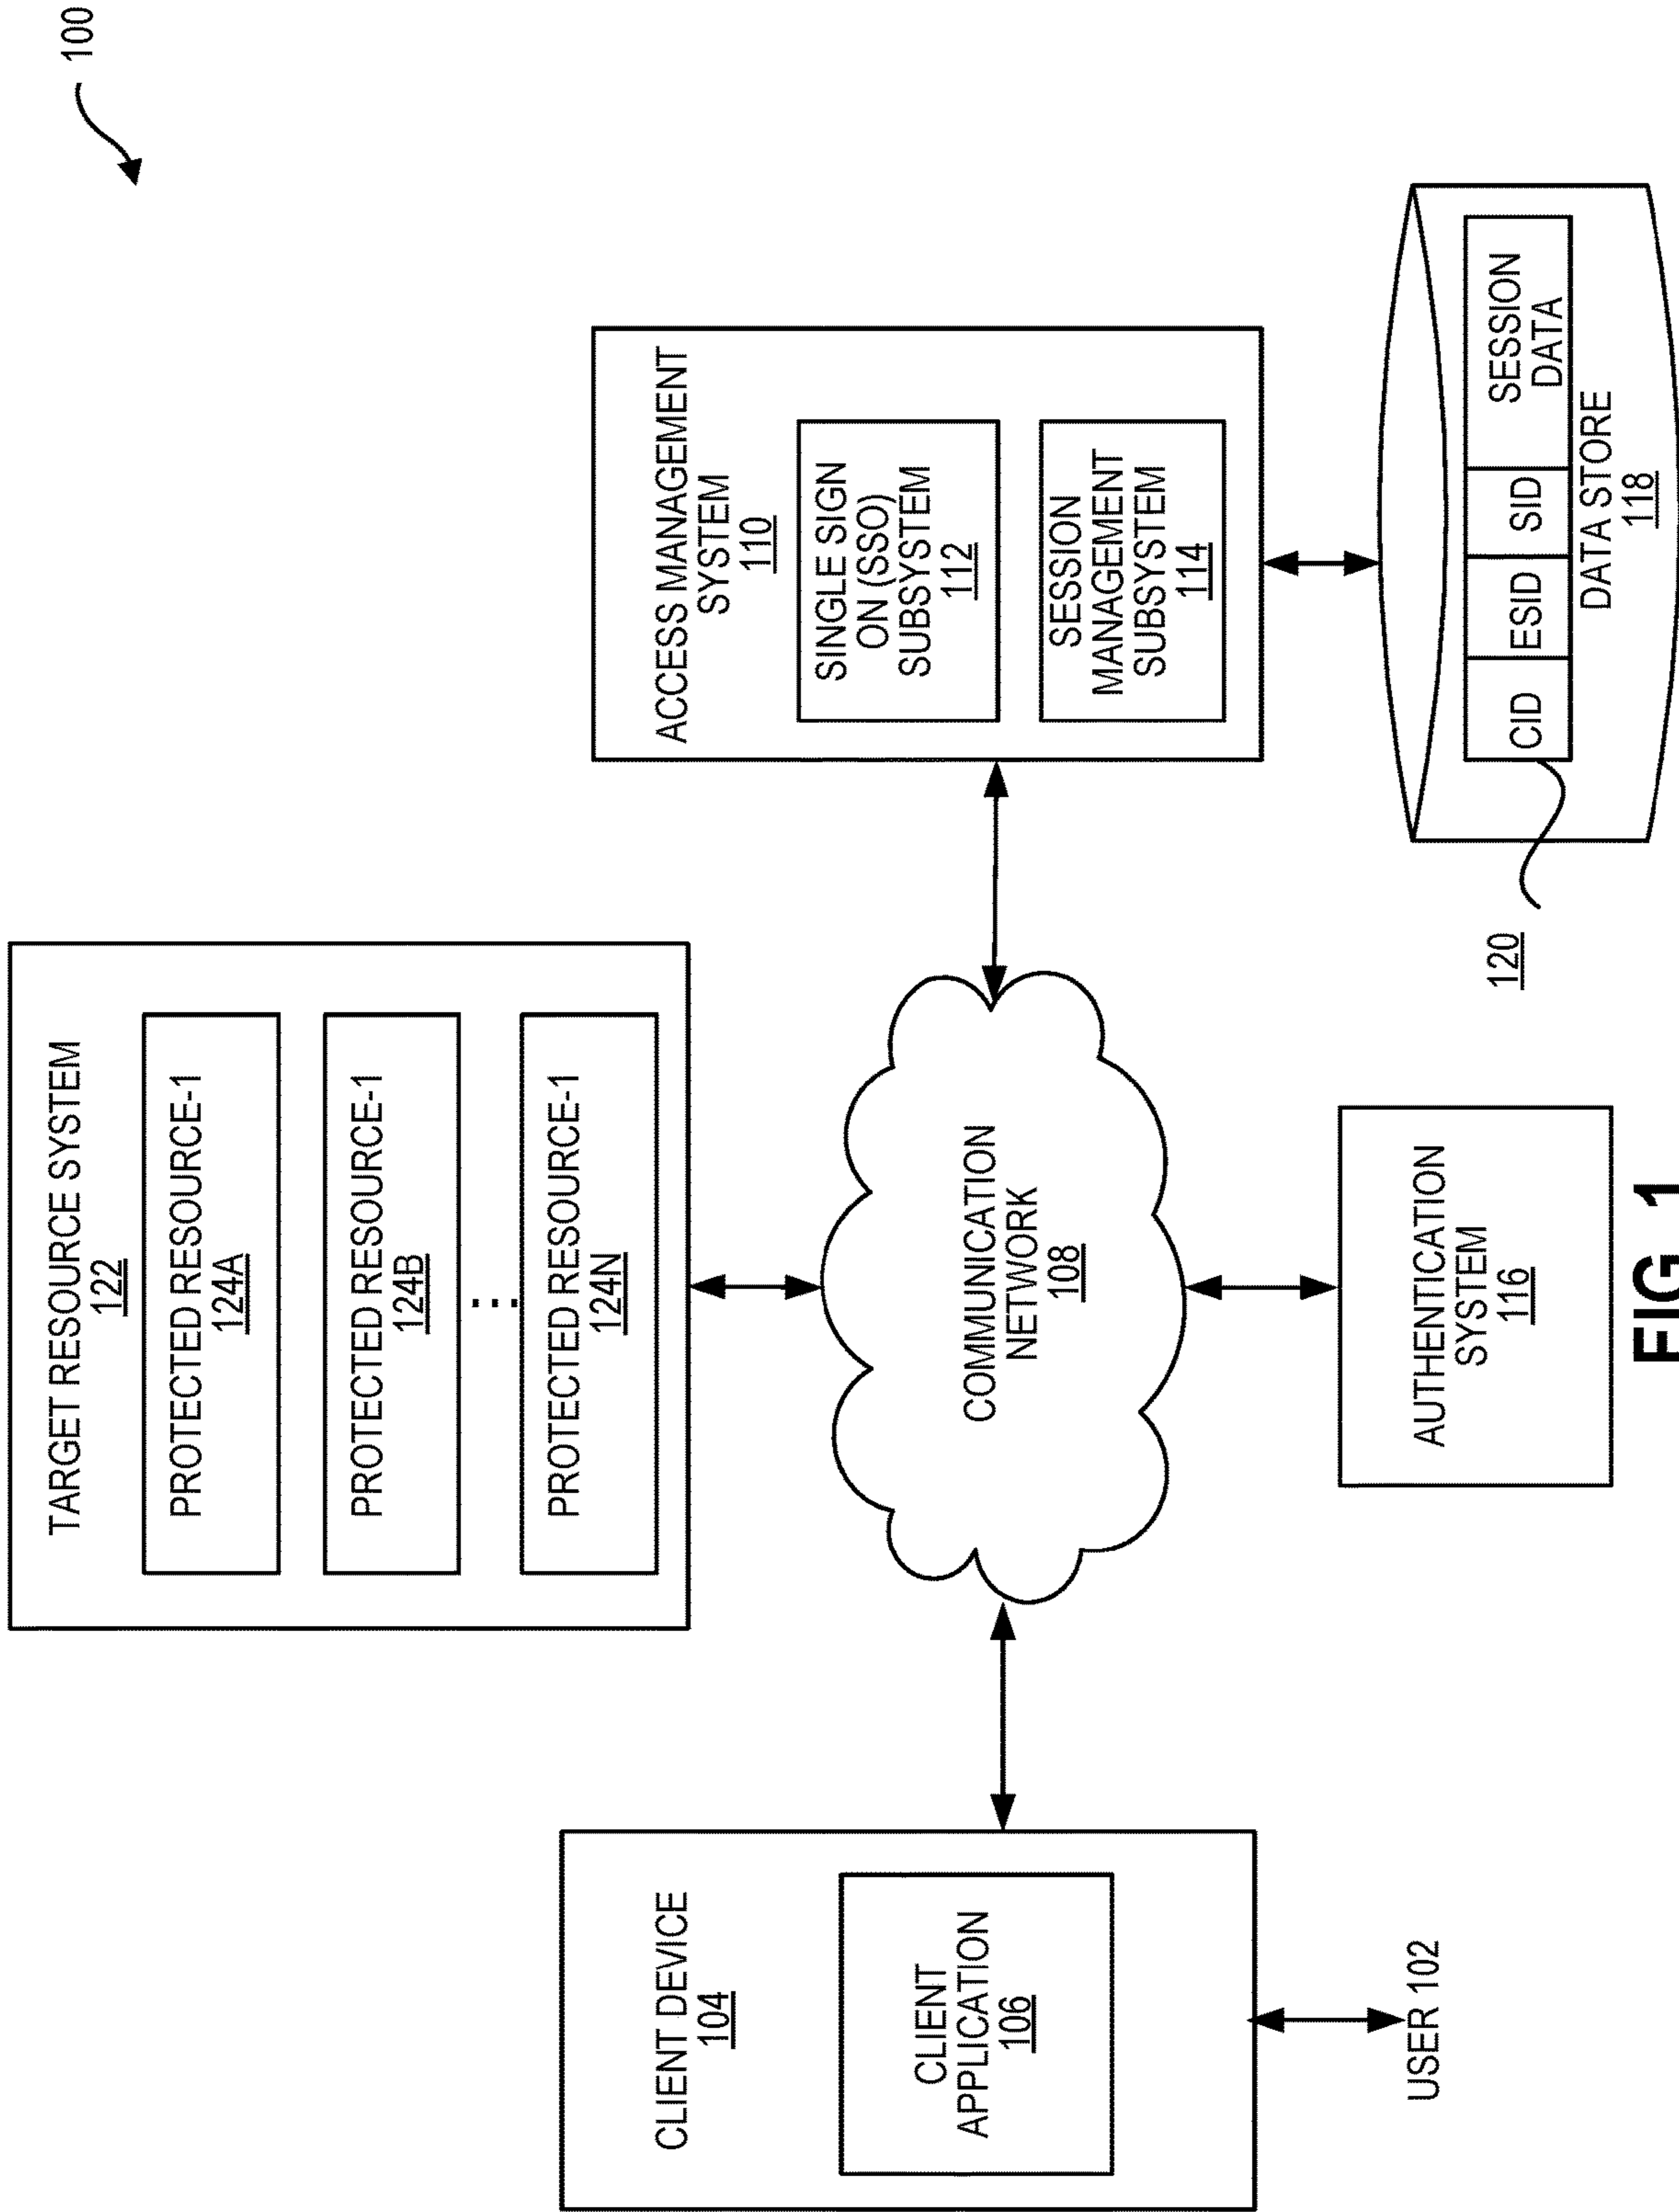 100
TARGET RESOURCE SYSTEM
122
PROTECTED RESOURCE-1
124A
PROTECTED RESOURCE-1
124B
...
PROTECTED RESOURCE-1
124N
CLIENT DEVICE
104
CLIENT
APPLICATION
106
USER 102
COMMUNICATION
NETWORK
108
ACCESS MANAGEMENT
SYSTEM
110
SINGLE SIGN
ON (SSO)
SUBSYSTEM
112
SESSION
MANAGEMENT
SUBSYSTEM
114
AUTHENTICATION
SYSTEM
116
120
CID
ESID
SID
SESSION
DATA
DATA STORE
118
FIG. 1